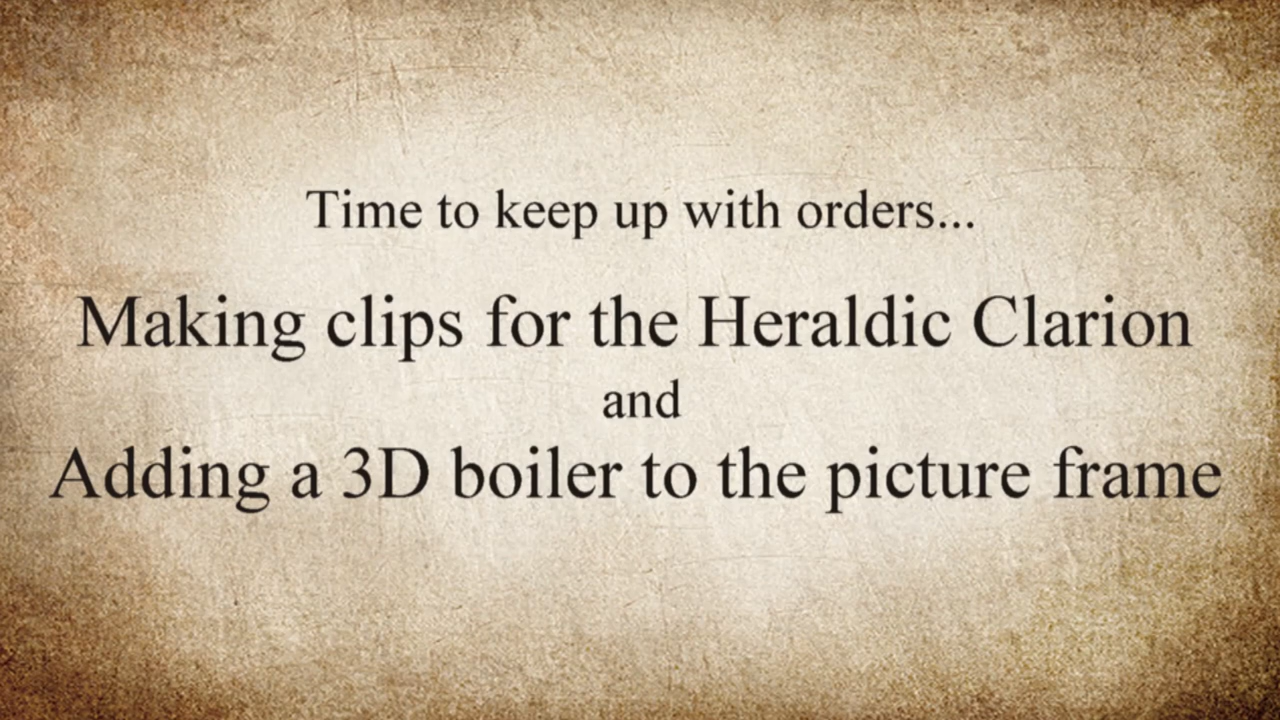 Time to keep up with orders...
Making clips for the Heraldic Clarion
and
Adding a 3D boiler to the picture frame